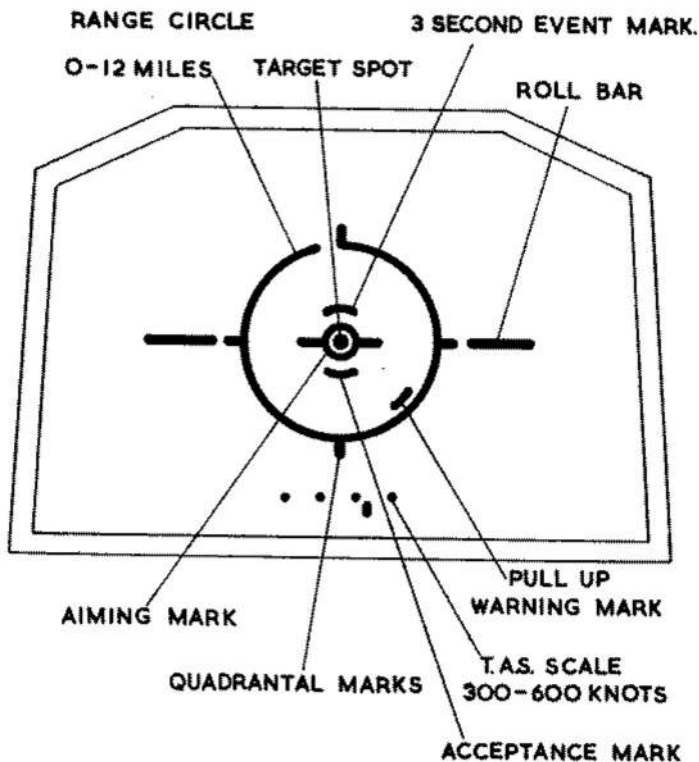 RANGE CIRCLE
0-12 MILES
TARGET SPOT
3 SECOND EVENT MARK.
ROLL BAR
AIMING MARK
QUADRANTAL MARKS
PULL UP
WARNING MARK
T.A.S. SCALE
300-600 KNOTS
ACCEPTANCE MARK